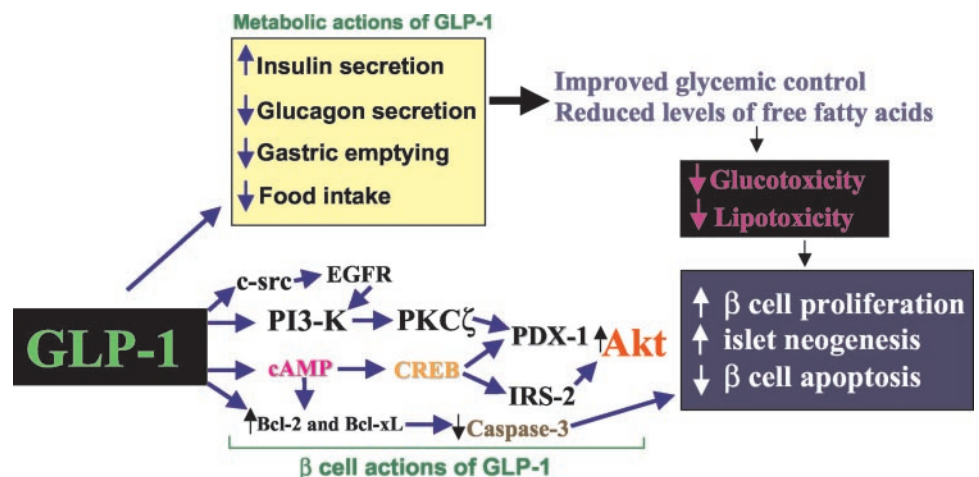 Metabolic actions of GLP-1
Insulin secretion
Glucagon secretion
Gastric emptying
Food intake
Improved glycemic control
Reduced levels of free fatty acids
Glucotoxicity
Lipotoxicity
c-src
EGFR
GLP-1
PI3-K
PKCζ
PDX-1
Akt
cAMP
CREB
IRS-2
Bcl-2 and Bcl-xL
Caspase-3
β cell proliferation
islet neogenesis
β cell apoptosis
β cell actions of GLP-1